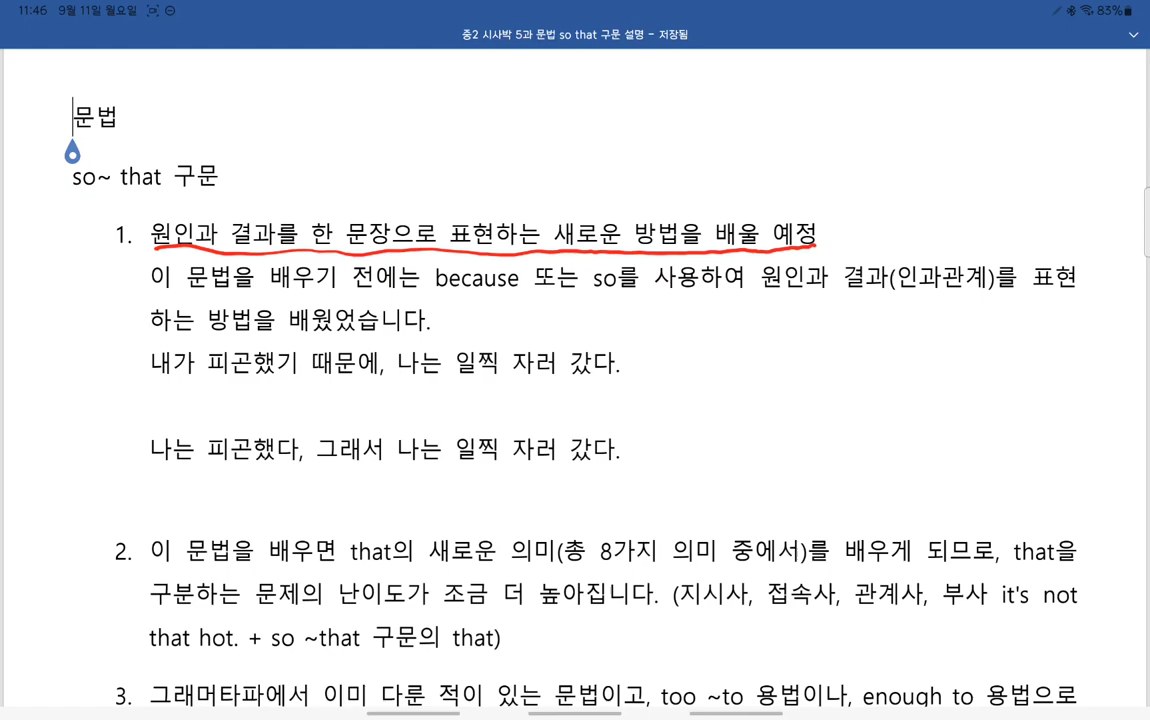 11:46 9월 11일 월요일
83%
중2 시사박 5과 문법 so that 구문 설명 – 저장됨
문법
so~ that 구문
1. 원인과 결과를 한 문장으로 표현하는 새로운 방법을 배울 예정
이 문법을 배우기 전에는 because 또는 so를 사용하여 원인과 결과(인과관계)를 표현
하는 방법을 배웠었습니다.
내가 피곤했기 때문에, 나는 일찍 자러 갔다.
나는 피곤했다, 그래서 나는 일찍 자러 갔다.
2. 이 문법을 배우면 that의 새로운 의미(총 8가지 의미 중에서)를 배우게 되므로, that을
구분하는 문제의 난이도가 조금 더 높아집니다. (지시사, 접속사, 관계사, 부사 it's not
that hot. + so ~that 구문의 that)
3. 그래머타파에서 이미 다룬 적이 있는 문법이고, too ~to 용법이나, enough to 용법으로